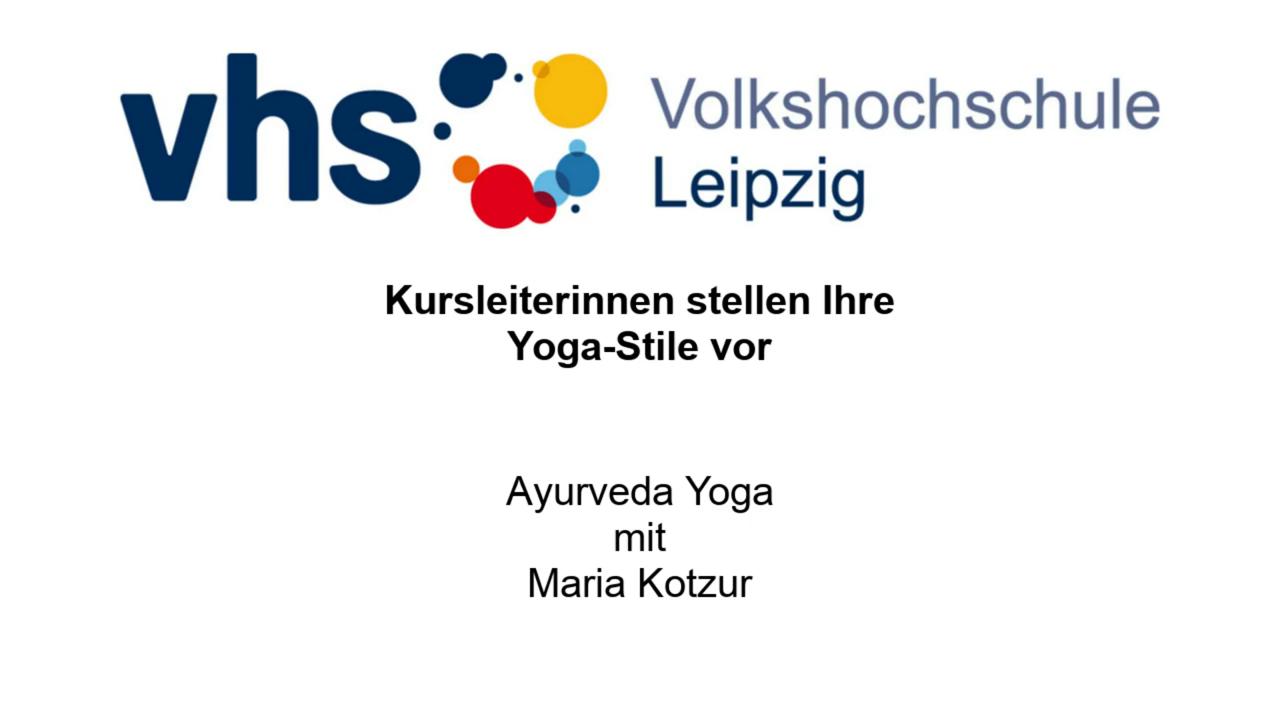 vhs
Volkshochschule
Leipzig
Kursleiterinnen stellen Ihre
Yoga-Stile vor
Ayurveda Yoga
mit
Maria Kotzur